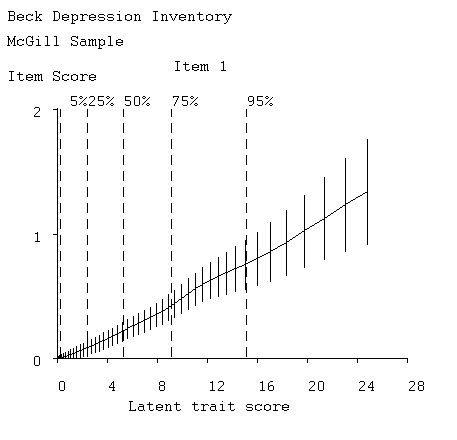 Beck Depression Inventory
McGill Sample
Item 1
Item Score
5% 25% 50% 75% 95%
2
1
0
0 4 8 12 16 20 24 28
Latent trait score